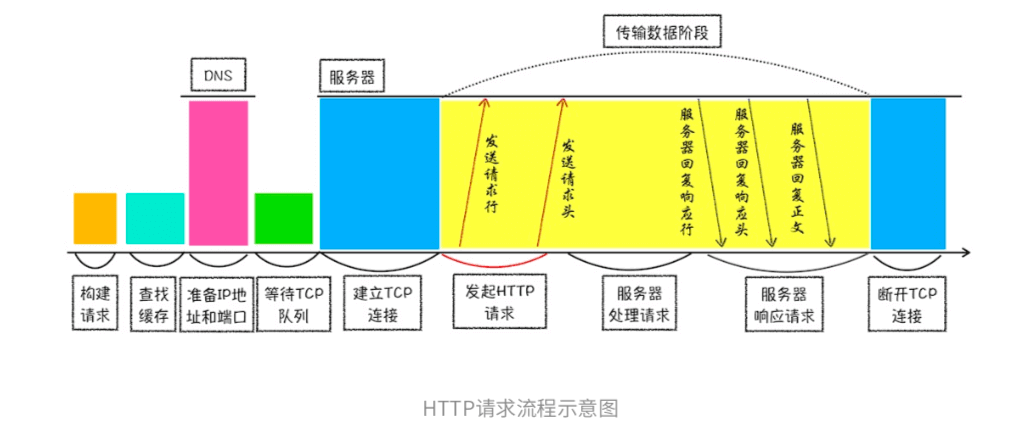 传输数据阶段
DNS
服务器
发送请求行
发送请求头
服务器回复响应行
服务器回复响应头
服务器回复正文
构建
请求
查找
缓存
准备IP地
址和端口
等待TCP
队列
建立TCP
连接
发起HTTP
请求
服务器
处理请求
服务器
响应请求
断开TCP
连接
HTTP请求流程示意图